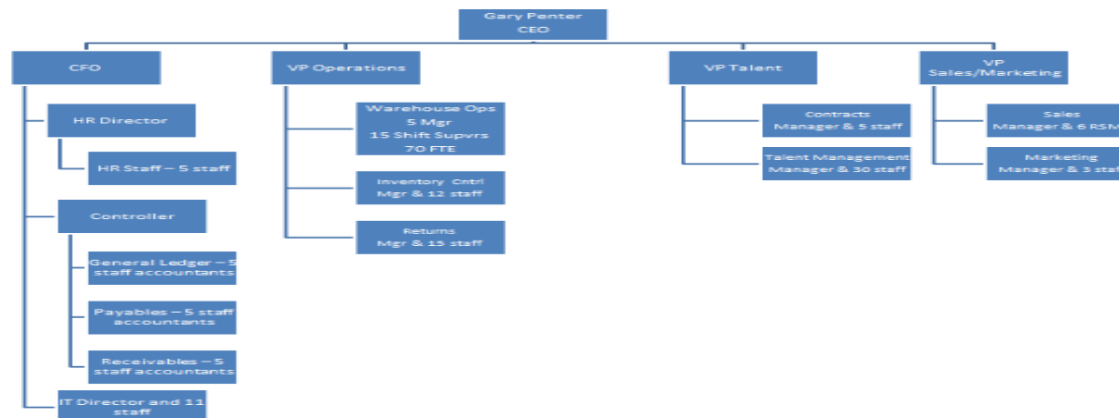 Gary Penter
CEO
CFO
HR Director
HR Staff – 5 staff
Controller
General Ledger – 5
staff accountants
Payables – 5 staff
accountants
Receivables – 5
staff accountants
IT Director and 11
staff
VP Operations
Warehouse Ops
5 Mgr
15 Shift Supvrs
70 FTE
Inventory Cntrl
Mgr & 12 staff
Returns
Mgr & 15 staff
VP Talent
Contracts
Manager & 5 staff
Talent Management
Manager & 30 staff
VP
Sales/Marketing
Sales
Manager & 6 RSM
Marketing
Manager & 3 staf